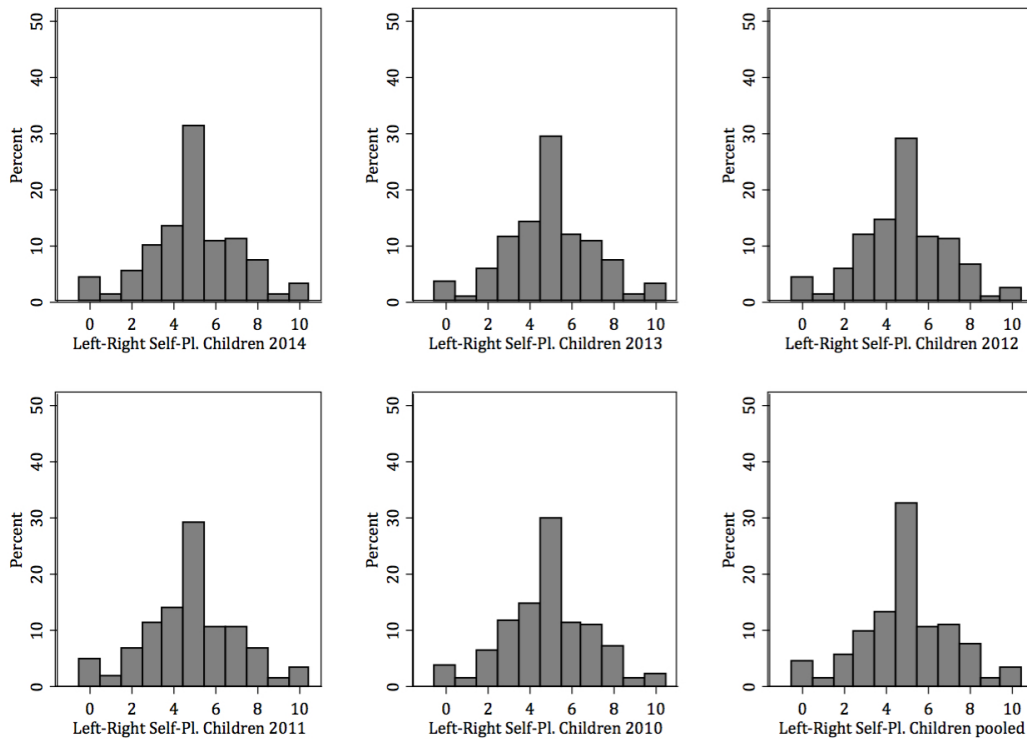 50 40 30 20 10 0
Percent
0 2 4 6 8 10
Left-Right Self-Pl. Children 2014
50 40 30 20 10 0
Percent
0 2 4 6 8 10
Left-Right Self-Pl. Children 2013
50 40 30 20 10 0
Percent
0 2 4 6 8 10
Left-Right Self-Pl. Children 2012
50 40 30 20 10 0
Percent
0 2 4 6 8 10
Left-Right Self-Pl. Children 2011
50 40 30 20 10 0
Percent
0 2 4 6 8 10
Left-Right Self-Pl. Children 2010
50 40 30 20 10 0
Percent
0 2 4 6 8 10
Left-Right Self-Pl. Children pooled